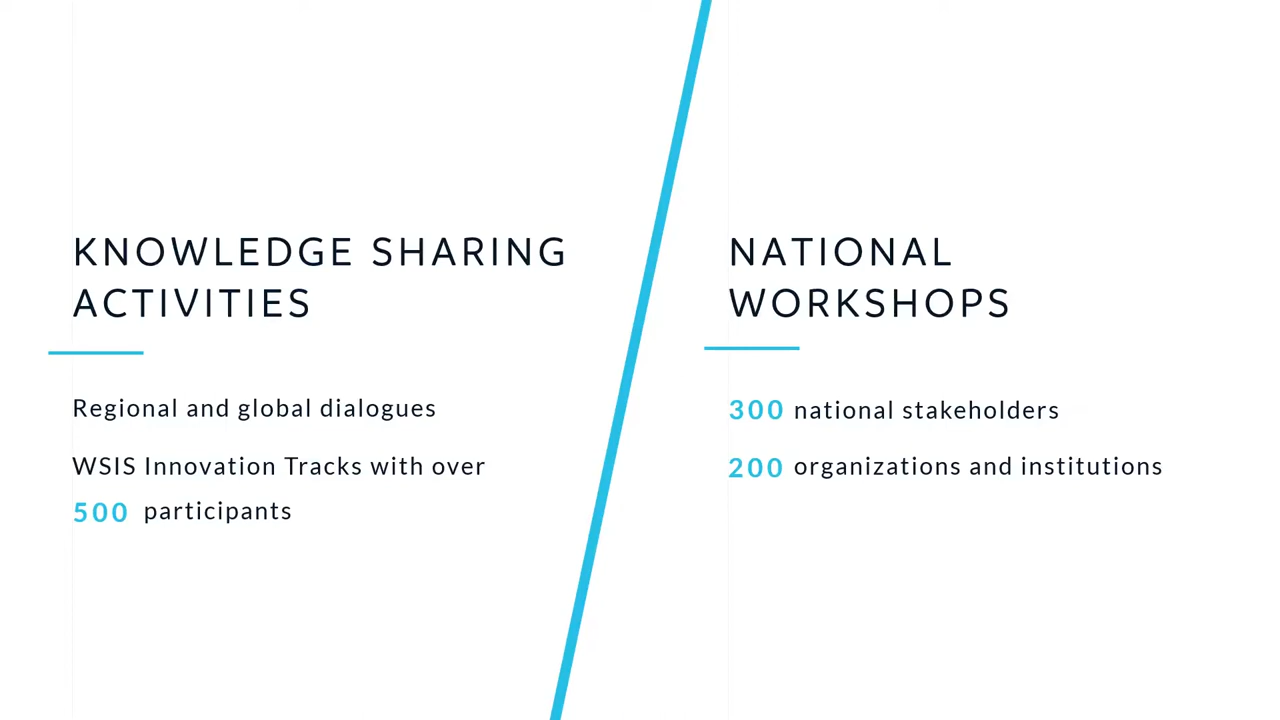 KNOWLEDGE SHARING
ACTIVITIES
Regional and global dialogues
WSIS Innovation Tracks with over
500 participants
NATIONAL
WORKSHOPS
300 national stakeholders
200 organizations and institutions